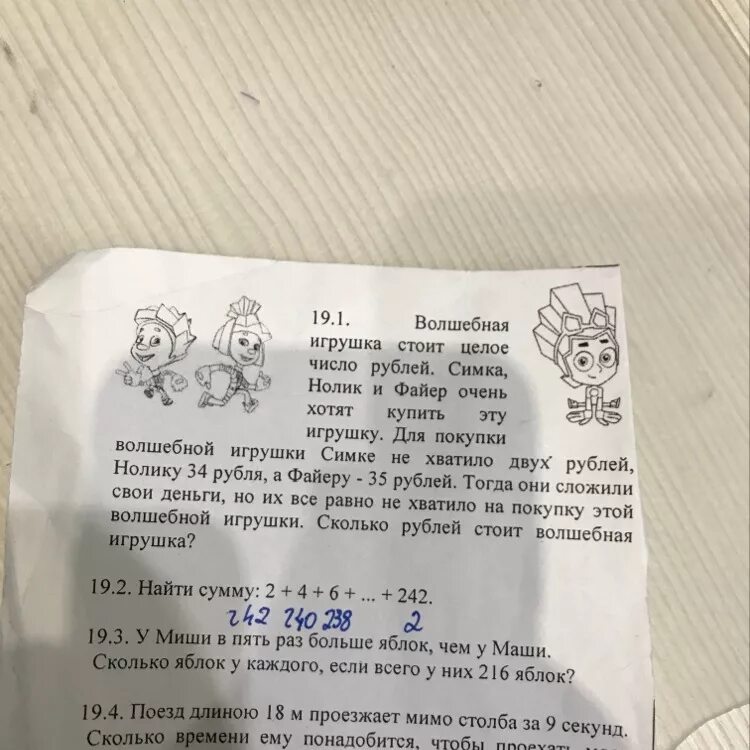 19.1. Волшебная
игрушка стоит целое
число рублей. Симка,
Нолик и Файер очень
хотят купить эту
игрушку. Для покупки
волшебной игрушки Симке не хватило двух рублей,
Нолику 34 рубля, а Файеру - 35 рублей. Тогда они сложили
свои деньги, но их все равно не хватило на покупку этой
волшебной игрушки. Сколько рублей стоит волшебная
игрушка?
19.2. Найти сумму: 2 + 4 + 6 + ... + 242.
242 240 238 2
19.3. У Миши в пять раз больше яблок, чем у Маши.
Сколько яблок у каждого, если всего у них 216 яблок?
19.4. Поезд длиною 18 м проезжает мимо столба за 9 секунд.
Сколько времени ему понадобится, чтобы проехать